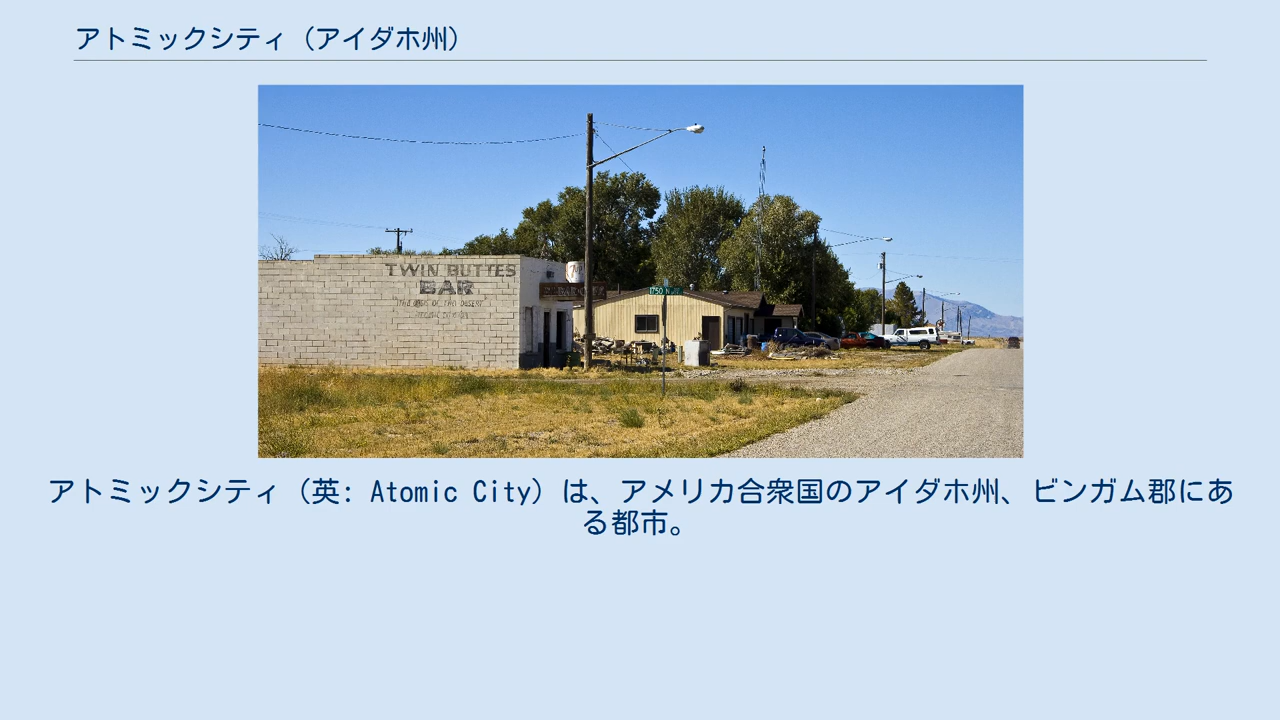 アトミックシティ（アイダホ州）
TWIN BUTTES
BAR
1750 N
アトミックシティ（英: Atomic City）は、アメリカ合衆国のアイダホ州、ビンガム郡にあ
る都市。